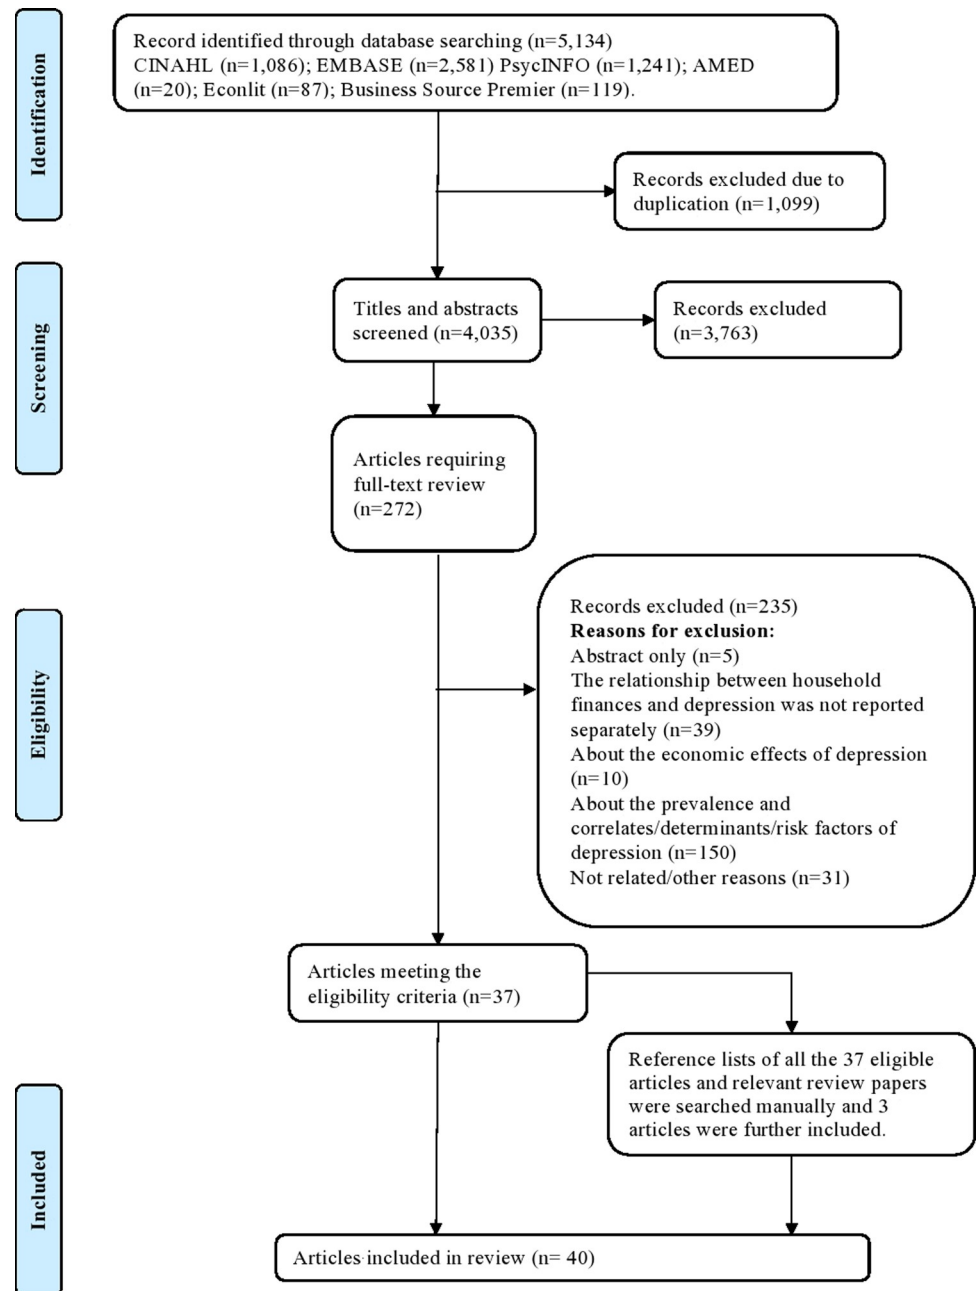 Identification
Record identified through database searching (n=5,134)
CINAHL (n=1,086); EMBASE (n=2,581) PsycINFO (n=1,241); AMED
(n=20); Econlit (n=87); Business Source Premier (n=119).
Records excluded due to
duplication (n=1,099)
Screening
Titles and abstracts
screened (n=4,035)
Records excluded
(n=3,763)
Articles requiring
full-text review
(n=272)
Eligibility
Records excluded (n=235)
Reasons for exclusion:
Abstract only (n=5)
The relationship between household
finances and depression was not reported
separately (n=39)
About the economic effects of depression
(n=10)
About the prevalence and
correlates/determinants/risk factors of
depression (n=150)
Not related/other reasons (n=31)
Articles meeting the
eligibility criteria (n=37)
Reference lists of all the 37 eligible
articles and relevant review papers
were searched manually and 3
articles were further included.
Included
Articles included in review (n= 40)